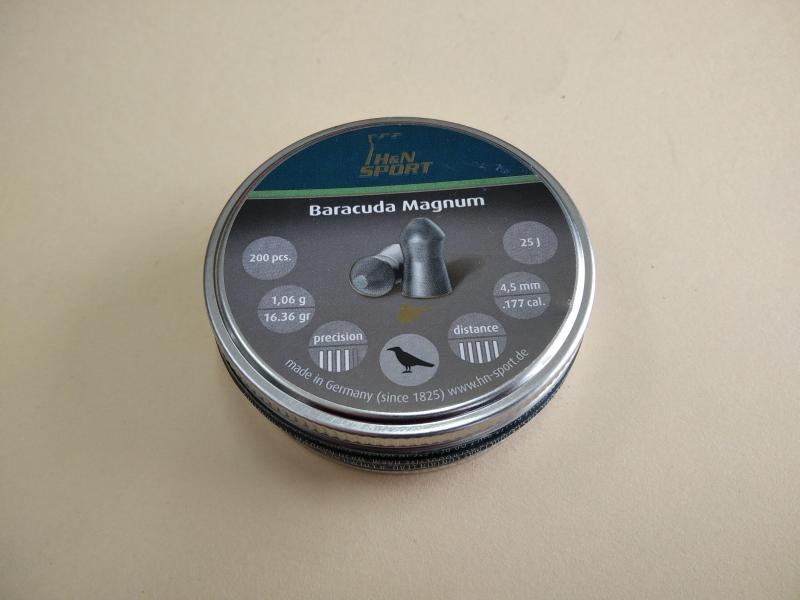 H&N
SPORT
Baracuda Magnum
200 pcs.
25 J
1,06 g
16.36 gr
4,5 mm
.177 cal.
precision
distance
made in Germany (since 1825) www.hn-sport.de